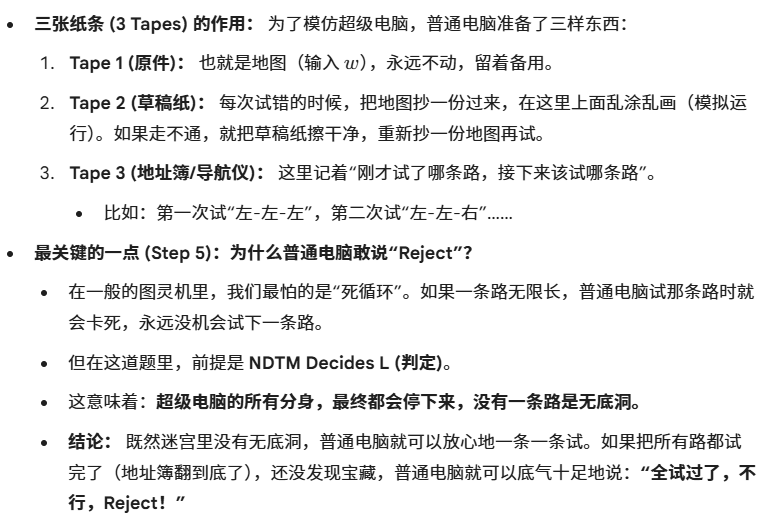 • 三张纸条 (3 Tapes) 的作用： 为了模仿超级电脑，普通电脑准备了三样东西：
1. Tape 1 (原件)： 也就是地图（输入 w），永远不动，留着备用。
2. Tape 2 (草稿纸)： 每次试错的时候，把地图抄一份过来，在这里上面乱涂乱画（模拟运
行）。如果走不通，就把草稿纸擦干净，重新抄一份地图再试。
3. Tape 3 (地址簿/导航仪)： 这里记着“刚才试了哪条路，接下来该试哪条路”。
• 比如：第一次试“左-左-左”，第二次试“左-左-右”......
• 最关键的一点 (Step 5)：为什么普通电脑敢说“Reject”？
• 在一般的图灵机里，我们最怕的是“死循环”。如果一条路无限长，普通电脑试那条路时就
会卡死，永远没机会试下一条路。
• 但在这道题里，前提是 NDTM Decides L (判定)。
• 这意味着：超级电脑的所有分身，最终都会停下来，没有一条路是无底洞。
• 结论： 既然迷宫里没有无底洞，普通电脑就可以放心地一条一条试。如果把所有路都试
完了（地址簿翻到底了），还没发现宝藏，普通电脑就可以底气十足地说：“全试过了，不
行，Reject！”